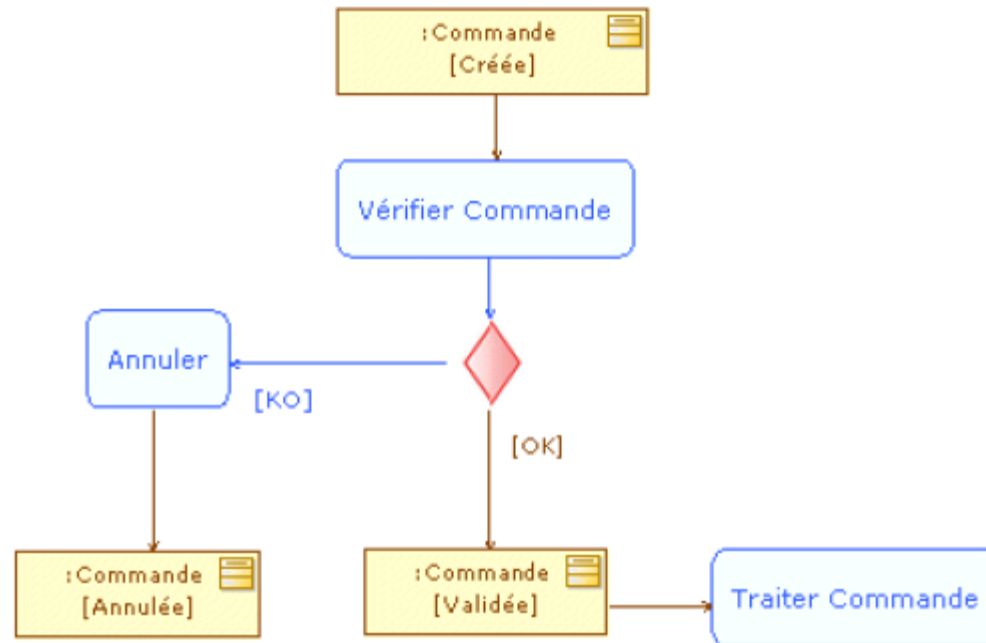 :Commande
[Créée]
Vérifier Commande
Annuler
[KO]
[OK]
:Commande
[Annulée]
:Commande
[Validée]
Traiter Commande